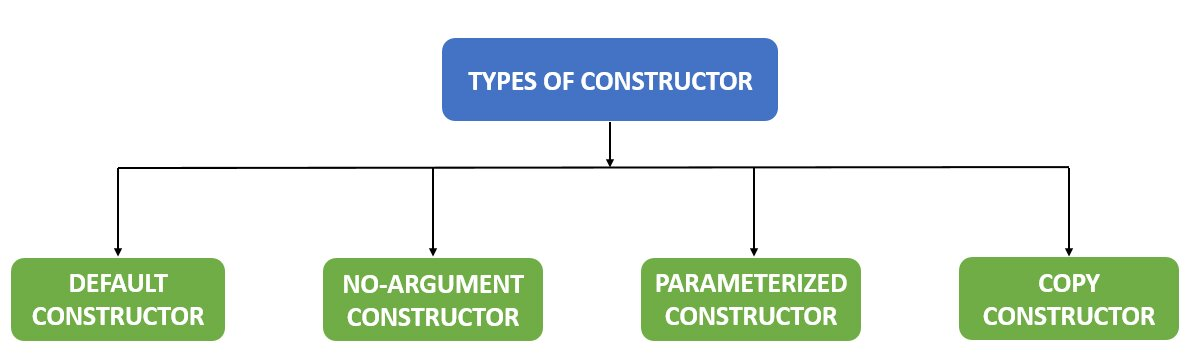 TYPES OF CONSTRUCTOR
DEFAULT
CONSTRUCTOR
NO-ARGUMENT
CONSTRUCTOR
PARAMETERIZED
CONSTRUCTOR
COPY
CONSTRUCTOR